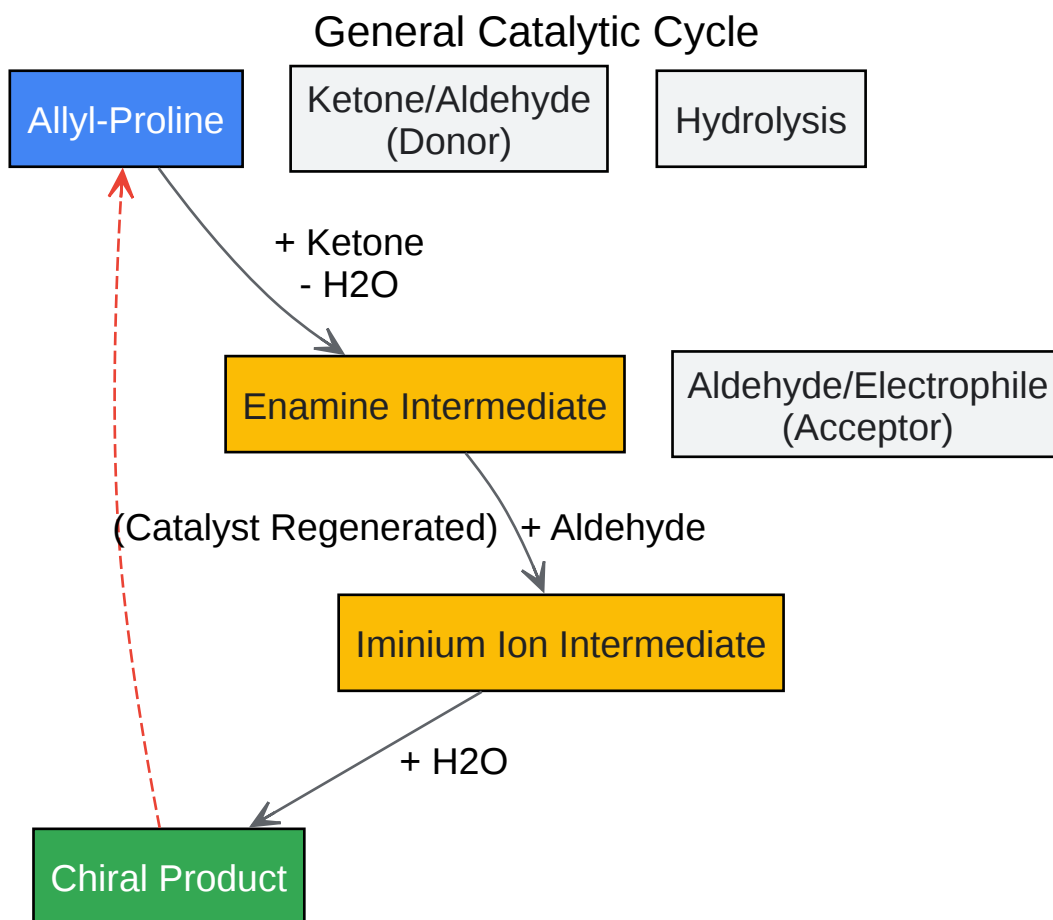 General Catalytic Cycle
Allyl-Proline
Ketone/Aldehyde
(Donor)
Hydrolysis
+ Ketone
- H2O
Enamine Intermediate
Aldehyde/Electrophile
(Acceptor)
(Catalyst Regenerated)
+ Aldehyde
Iminium Ion Intermediate
+ H2O
Chiral Product